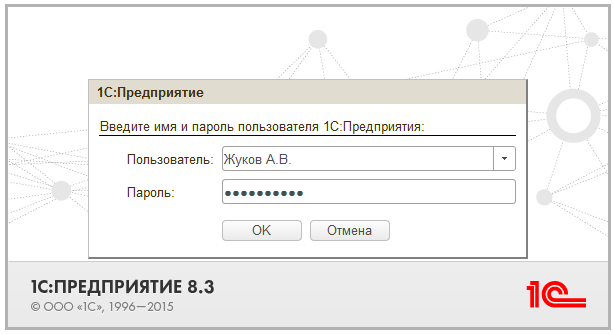 1С:Предприятие
Введите имя и пароль пользователя 1С:Предприятия:
Пользователь: Жуков А.В.
Пароль: ••••••••••
OK Отмена
1С:ПРЕДПРИЯТИЕ 8.3
© ООО «1С», 1996—2015
1С